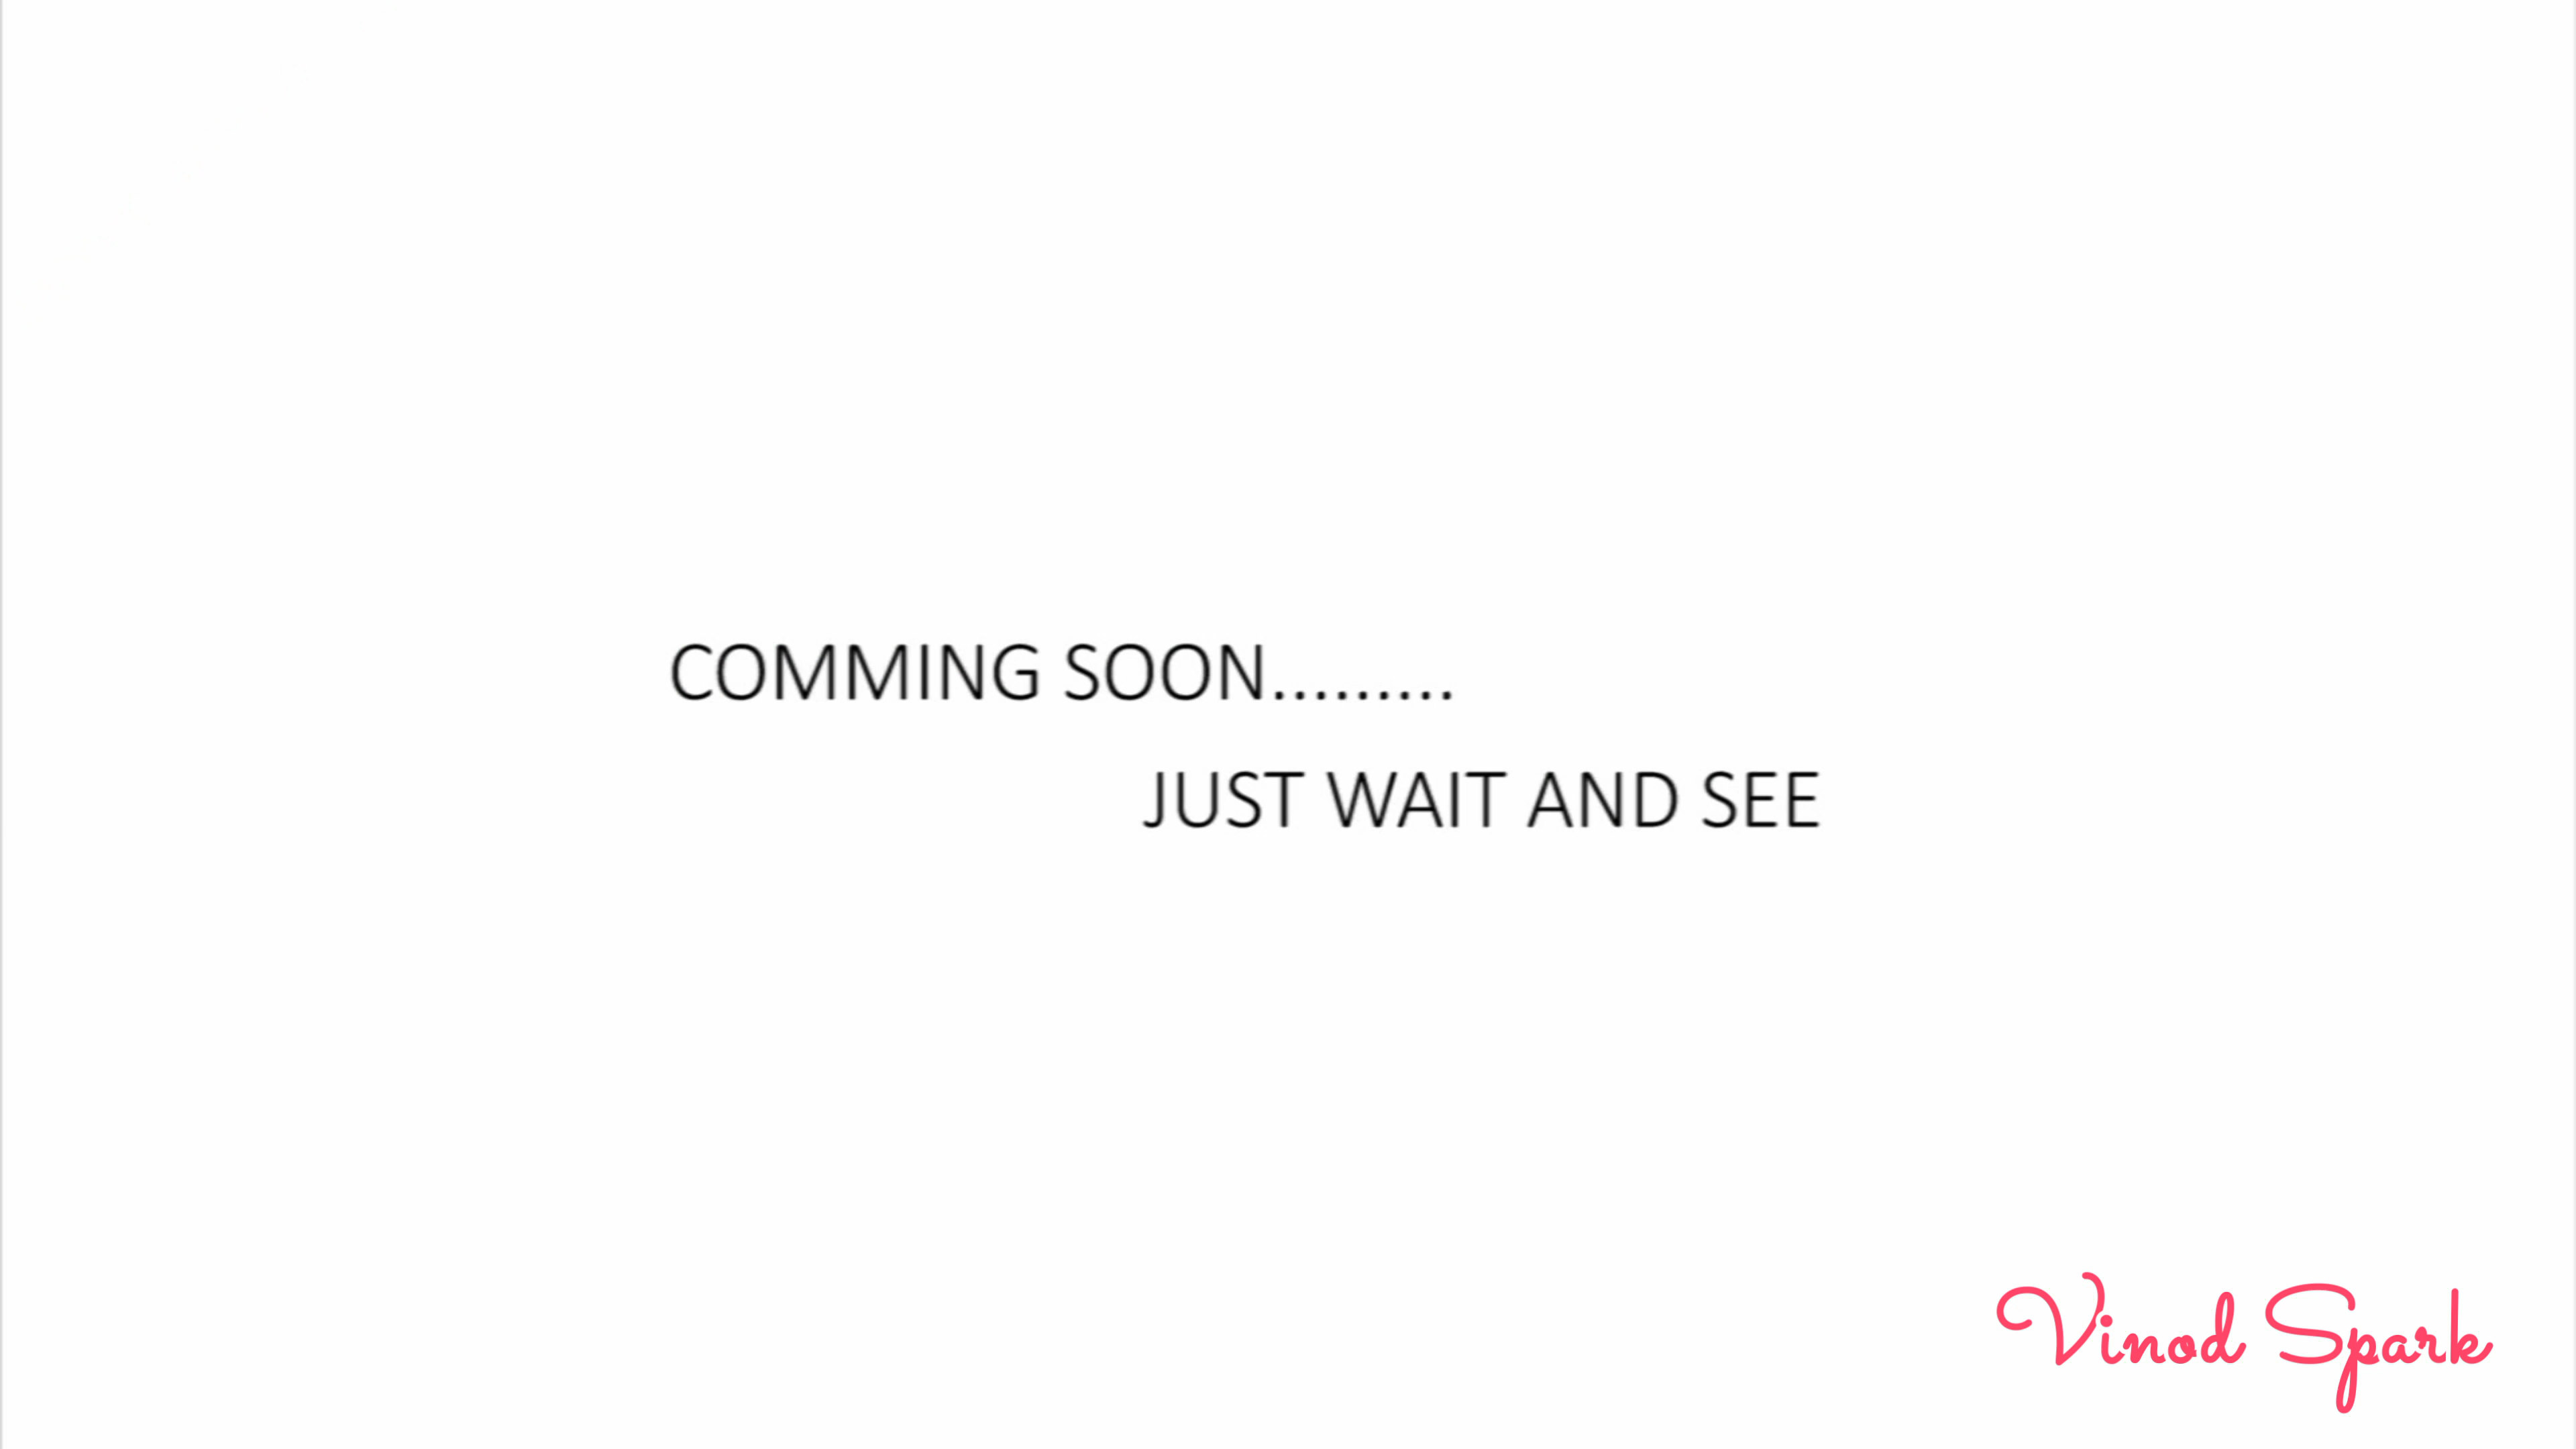 COMMING SOON.........
JUST WAIT AND SEE
Vinod Spark